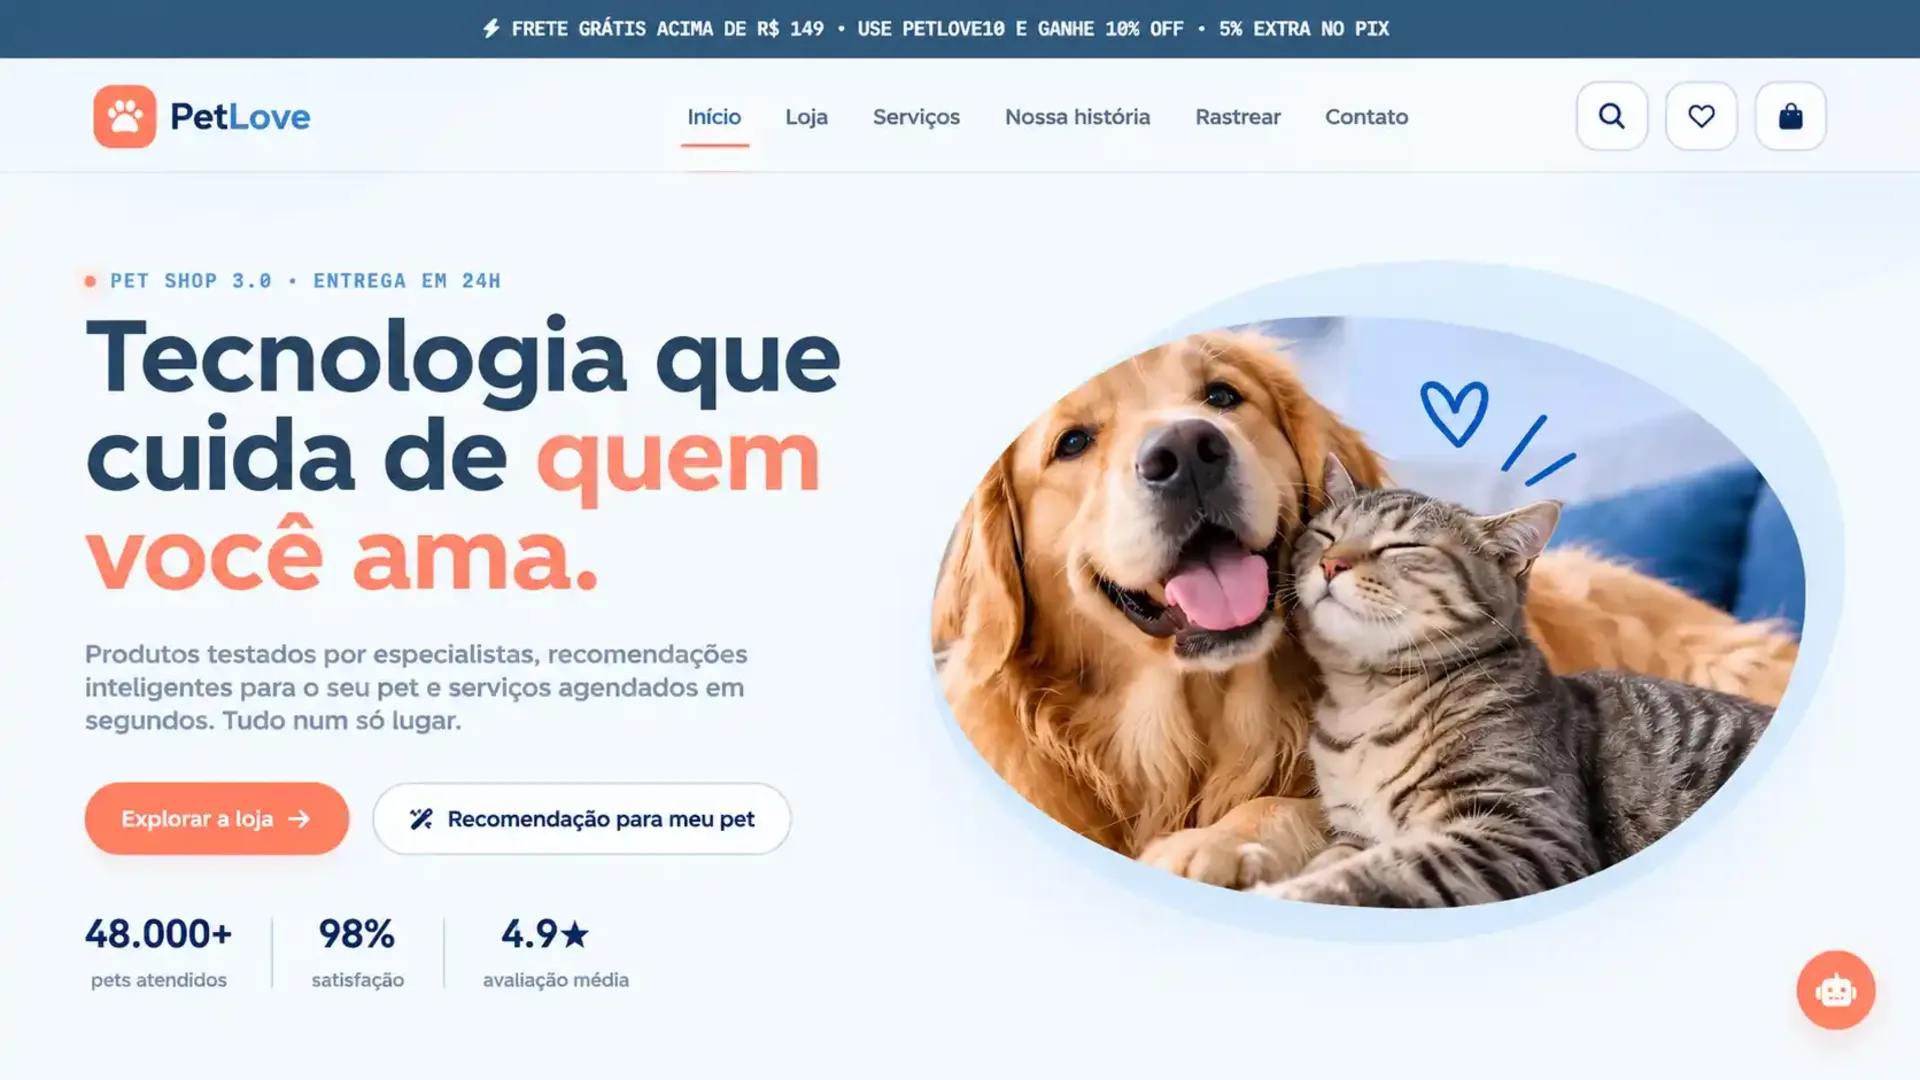 FRETE GRÁTIS ACIMA DE R$ 149 • USE PETLOVE10 E GANHE 10% OFF • 5% EXTRA NO PIX
PetLove
Início
Loja
Serviços
Nossa história
Rastrear
Contato
PET SHOP 3.0 • ENTREGA EM 24H
Tecnologia que
cuida de quem
você ama.
Produtos testados por especialistas, recomendações
inteligentes para o seu pet e serviços agendados em
segundos. Tudo num só lugar.
Explorar a loja →
Recomendação para meu pet
48.000+
pets atendidos
98%
satisfação
4.9★
avaliação média